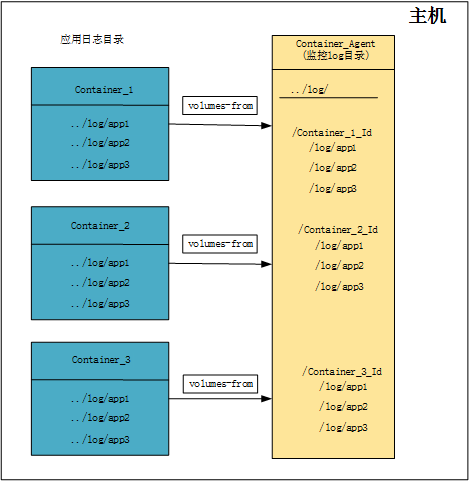 主机
应用日志目录
Container_1
../log/app1
../log/app2
../log/app3
volumes-from
Container_2
../log/app1
../log/app2
../log/app3
volumes-from
Container_3
../log/app1
../log/app2
../log/app3
volumes-from
Container_Agent
(监控log目录)
../log/
/Container_1_Id
/log/app1
/log/app2
/log/app3
/Container_2_Id
/log/app1
/log/app2
/log/app3
/Container_3_Id
/log/app1
/log/app2
/log/app3